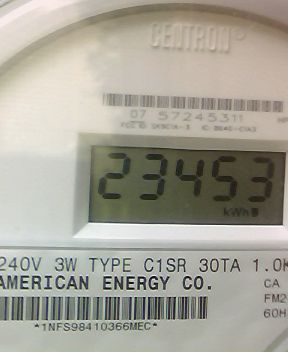 CENTRON®
07 57245311
23453
kWh
240V 3W TYPE C1SR 30TA 1.0K
AMERICAN ENERGY CO.
CA
FM2
60H
*1NFS98410366MEC*